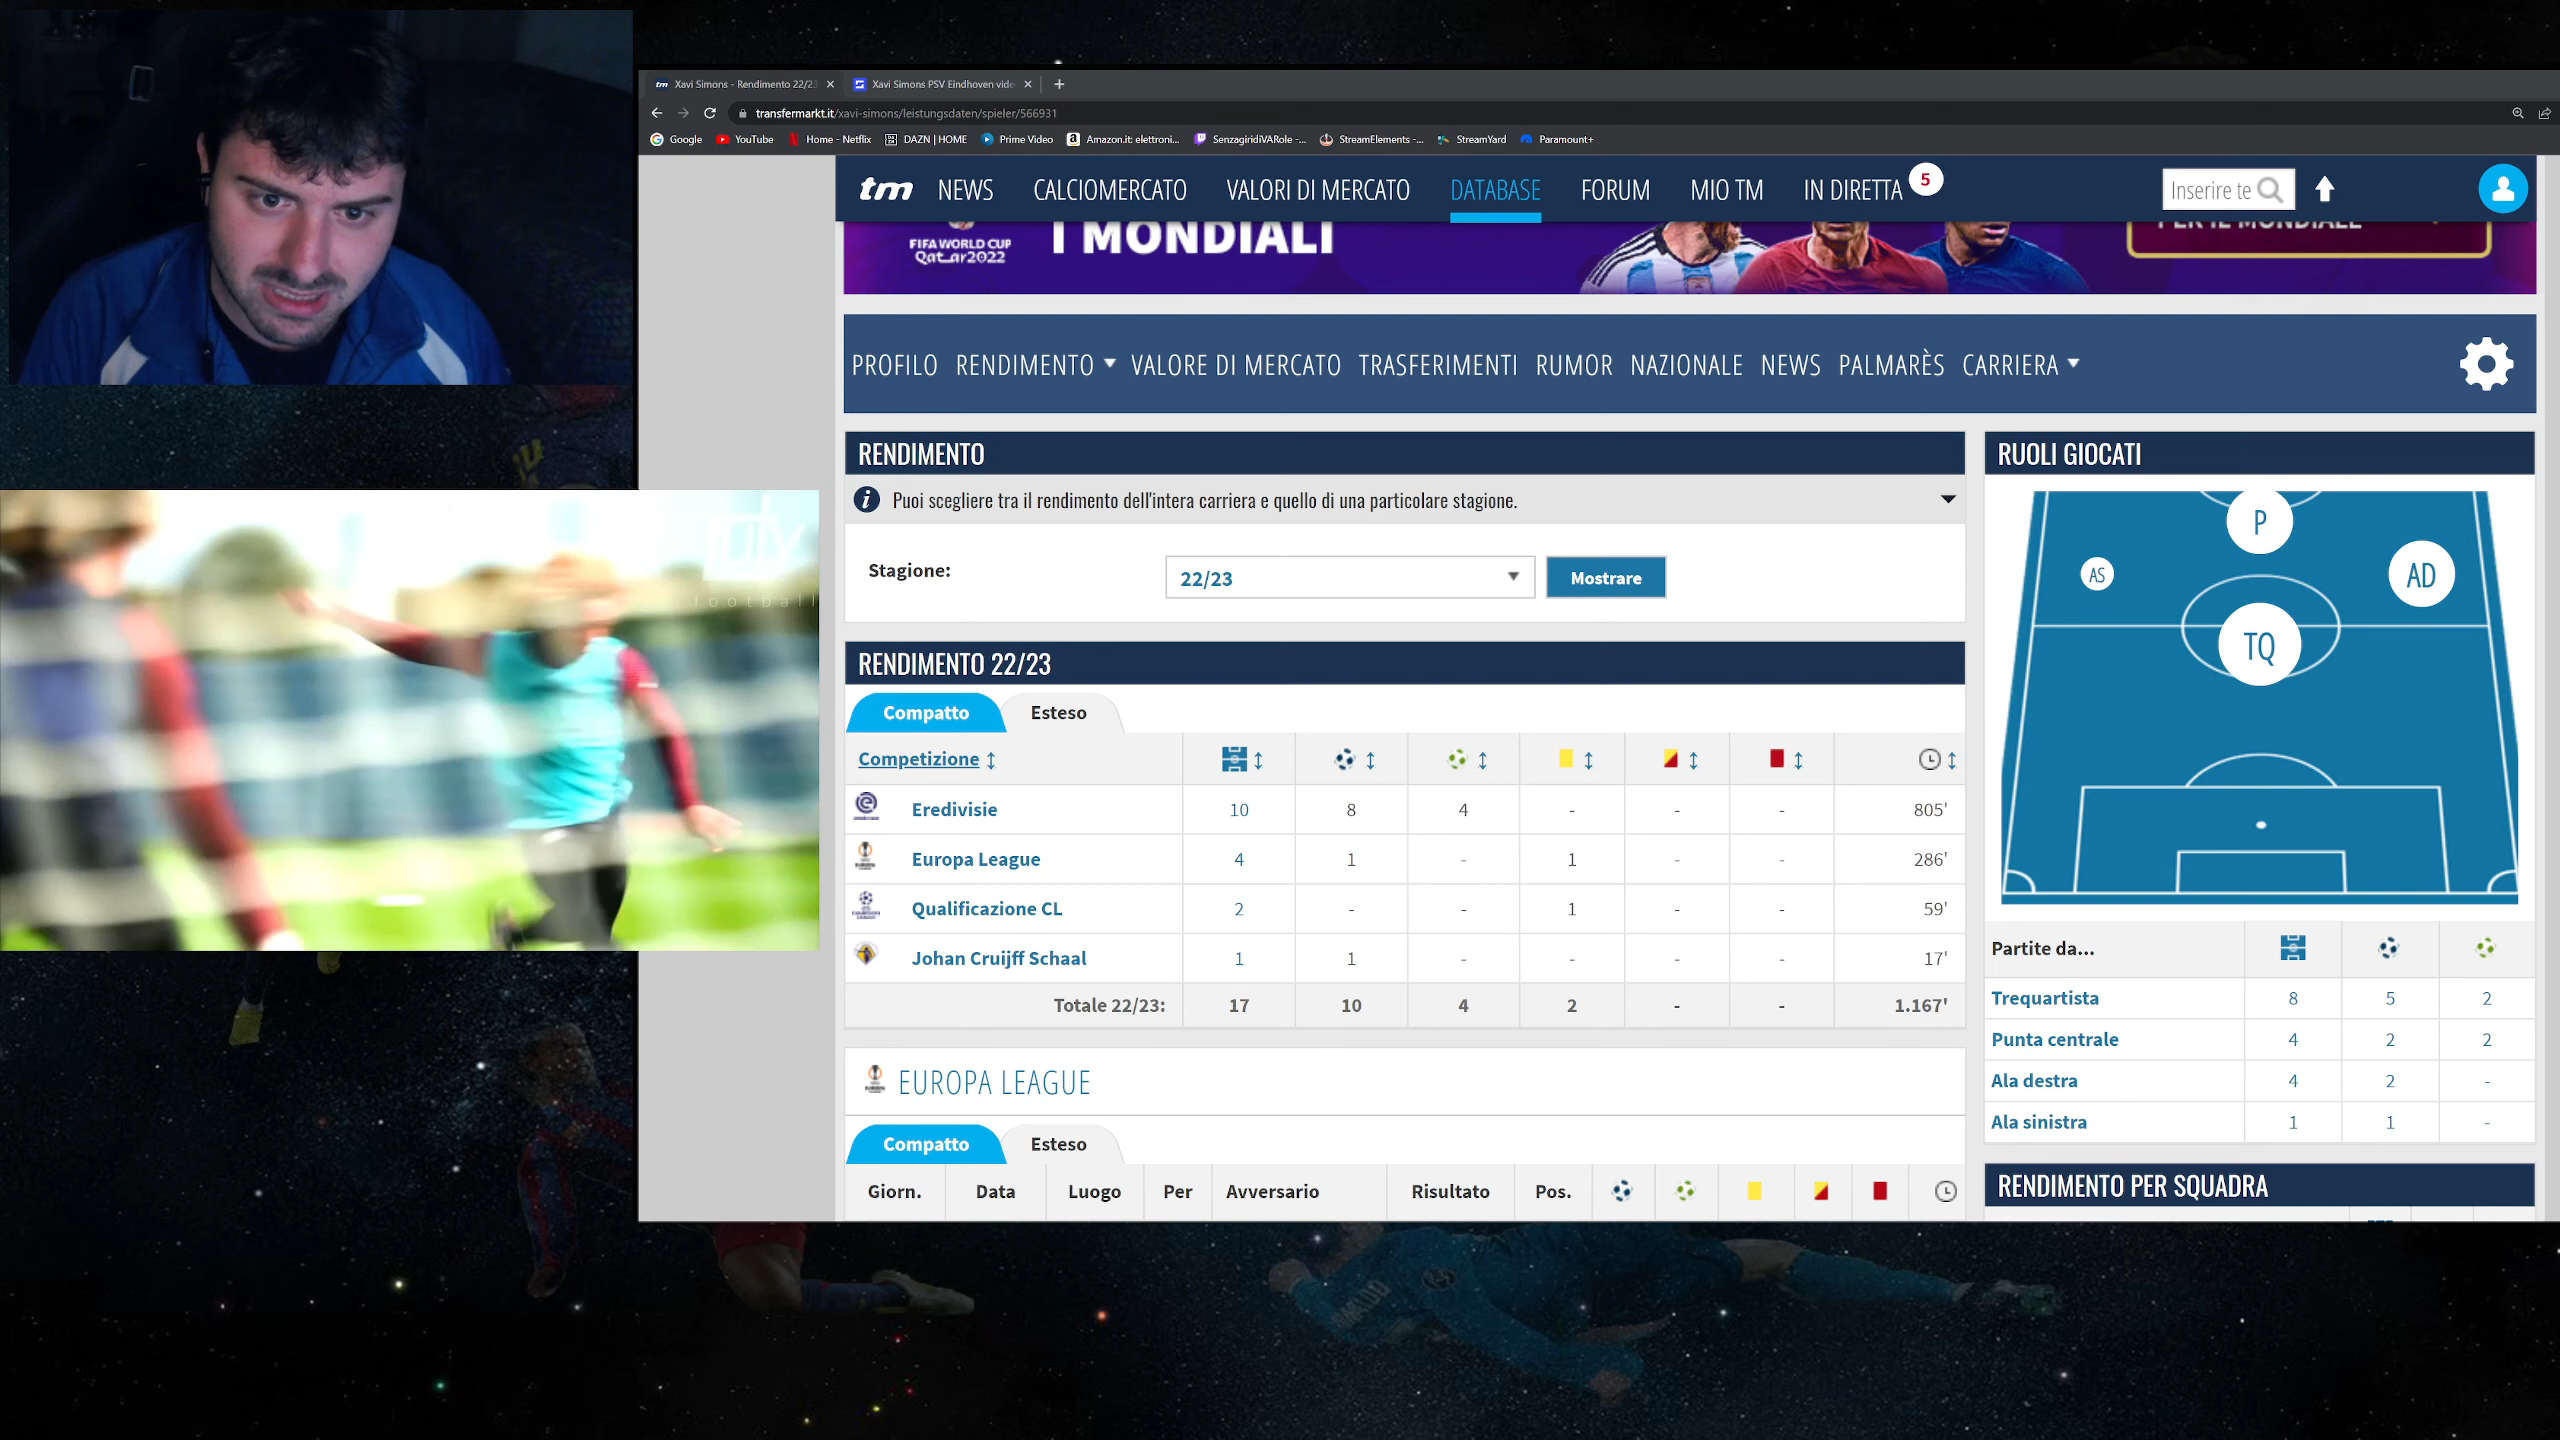 Xavi Simons - Rendimento 22/23
Xavi Simons PSV Eindhoven vide
transfermarkt.it/xavi-simons/leistungsdaten/spieler/566931
Google YouTube Home - Netflix DAZN | HOME Prime Video Amazon.it: elettroni... SenzagiridiVARole -... StreamElements -... StreamYard Paramount+
tm NEWS CALCIOMERCATO VALORI DI MERCATO DATABASE FORUM MIO TM IN DIRETTA 5 Inserire te
FIFA WORLD CUP
Qatar2022
I MONDIALI
PER IL MONDIALE
PROFILO RENDIMENTO VALORE DI MERCATO TRASFERIMENTI RUMOR NAZIONALE NEWS PALMARÈS CARRIERA
RENDIMENTO
Puoi scegliere tra il rendimento dell'intera carriera e quello di una particolare stagione.
Stagione: 22/23 Mostrare
RENDIMENTO 22/23
Compatto Esteso
Competizione
Eredivisie 10 8 4 - - - 805'
Europa League 4 1 - 1 - - 286'
Qualificazione CL 2 - - 1 - - 59'
Johan Cruijff Schaal 1 1 - - - - 17'
Totale 22/23: 17 10 4 2 - - 1.167'
EUROPA LEAGUE
Compatto Esteso
Giorn. Data Luogo Per Avversario Risultato Pos.
RUOLI GIOCATI
P
AS
AD
TQ
Partite da...
Trequartista 8 5 2
Punta centrale 4 2 2
Ala destra 4 2 -
Ala sinistra 1 1 -
RENDIMENTO PER SQUADRA
football